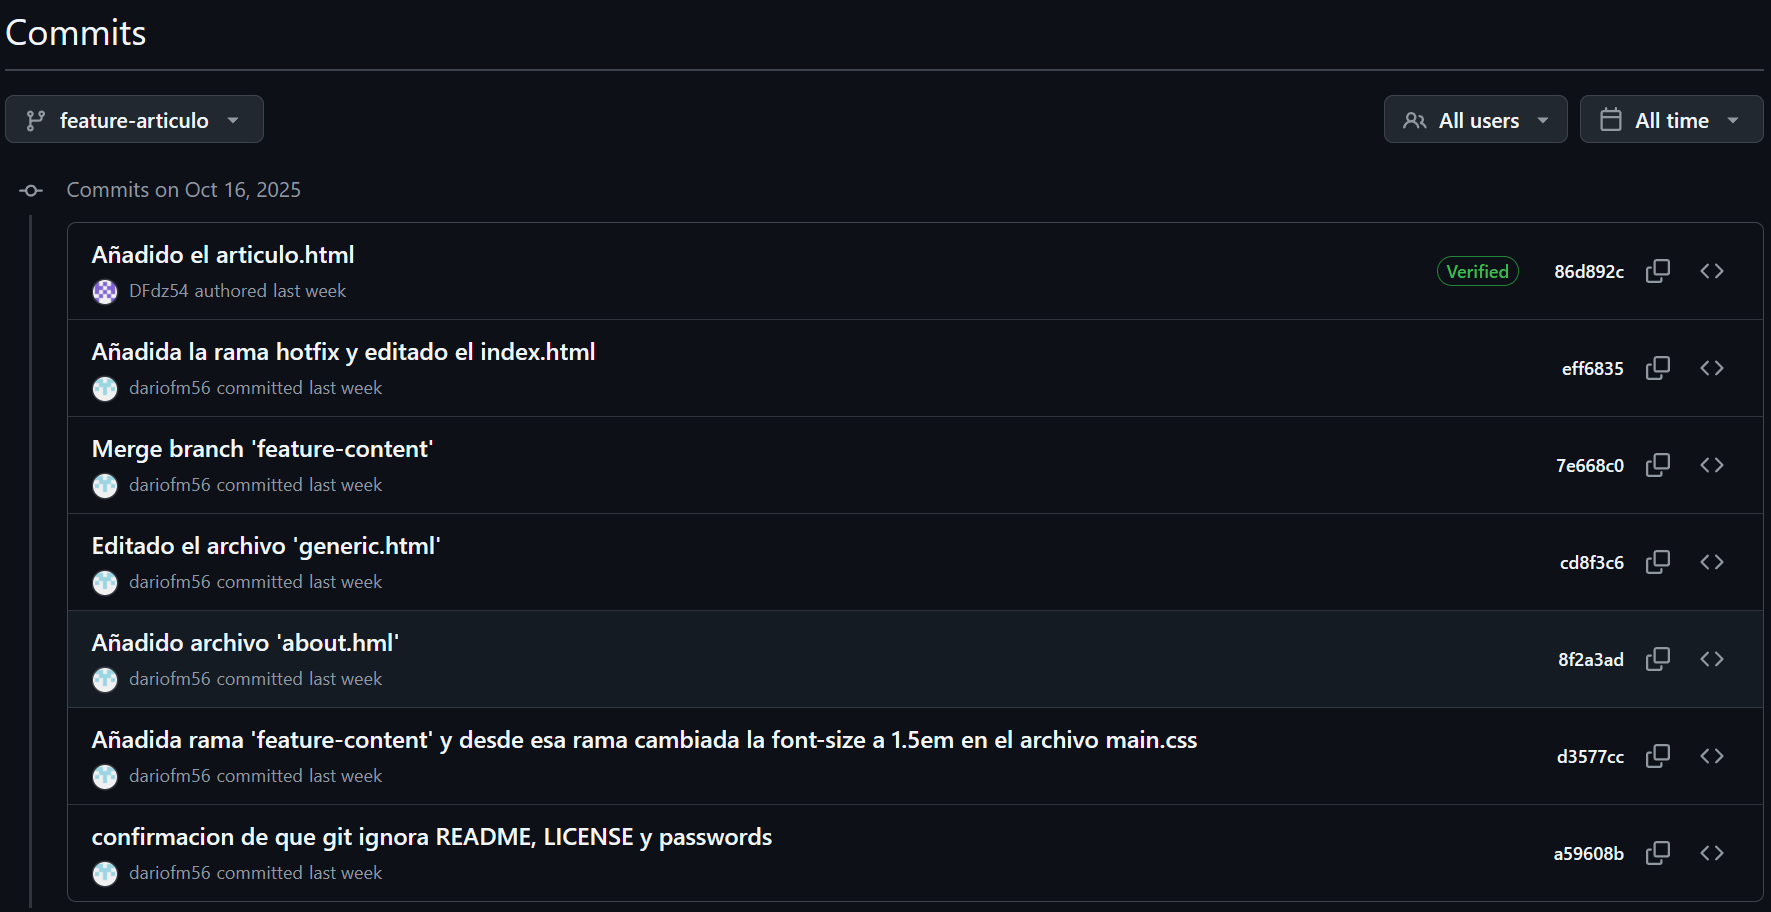 Commits
feature-articulo
All users
All time
Commits on Oct 16, 2025
Añadido el articulo.html
DFdz54 authored last week
Verified
86d892c
Añadida la rama hotfix y editado el index.html
dariofm56 committed last week
eff6835
Merge branch 'feature-content'
dariofm56 committed last week
7e668c0
Editado el archivo 'generic.html'
dariofm56 committed last week
cd8f3c6
Añadido archivo 'about.hml'
dariofm56 committed last week
8f2a3ad
Añadida rama 'feature-content' y desde esa rama cambiada la font-size a 1.5em en el archivo main.css
dariofm56 committed last week
d3577cc
confirmacion de que git ignora README, LICENSE y passwords
dariofm56 committed last week
a59608b